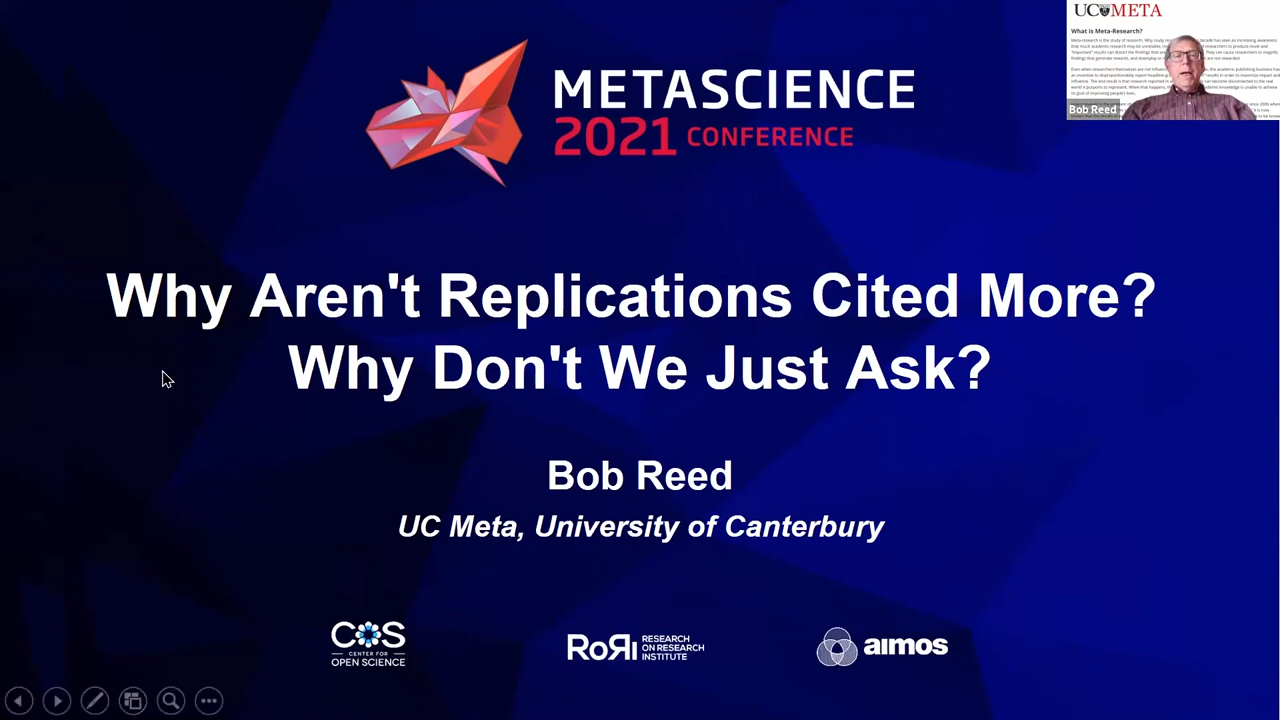 UC META
What is Meta-Research?
METASCIENCE
2021 CONFERENCE
Bob Reed
Why Aren't Replications Cited More?
Why Don't We Just Ask?
Bob Reed
UC Meta, University of Canterbury
COS
CENTER FOR
OPEN SCIENCE
RoRI RESEARCH
ON RESEARCH
INSTITUTE
aimos